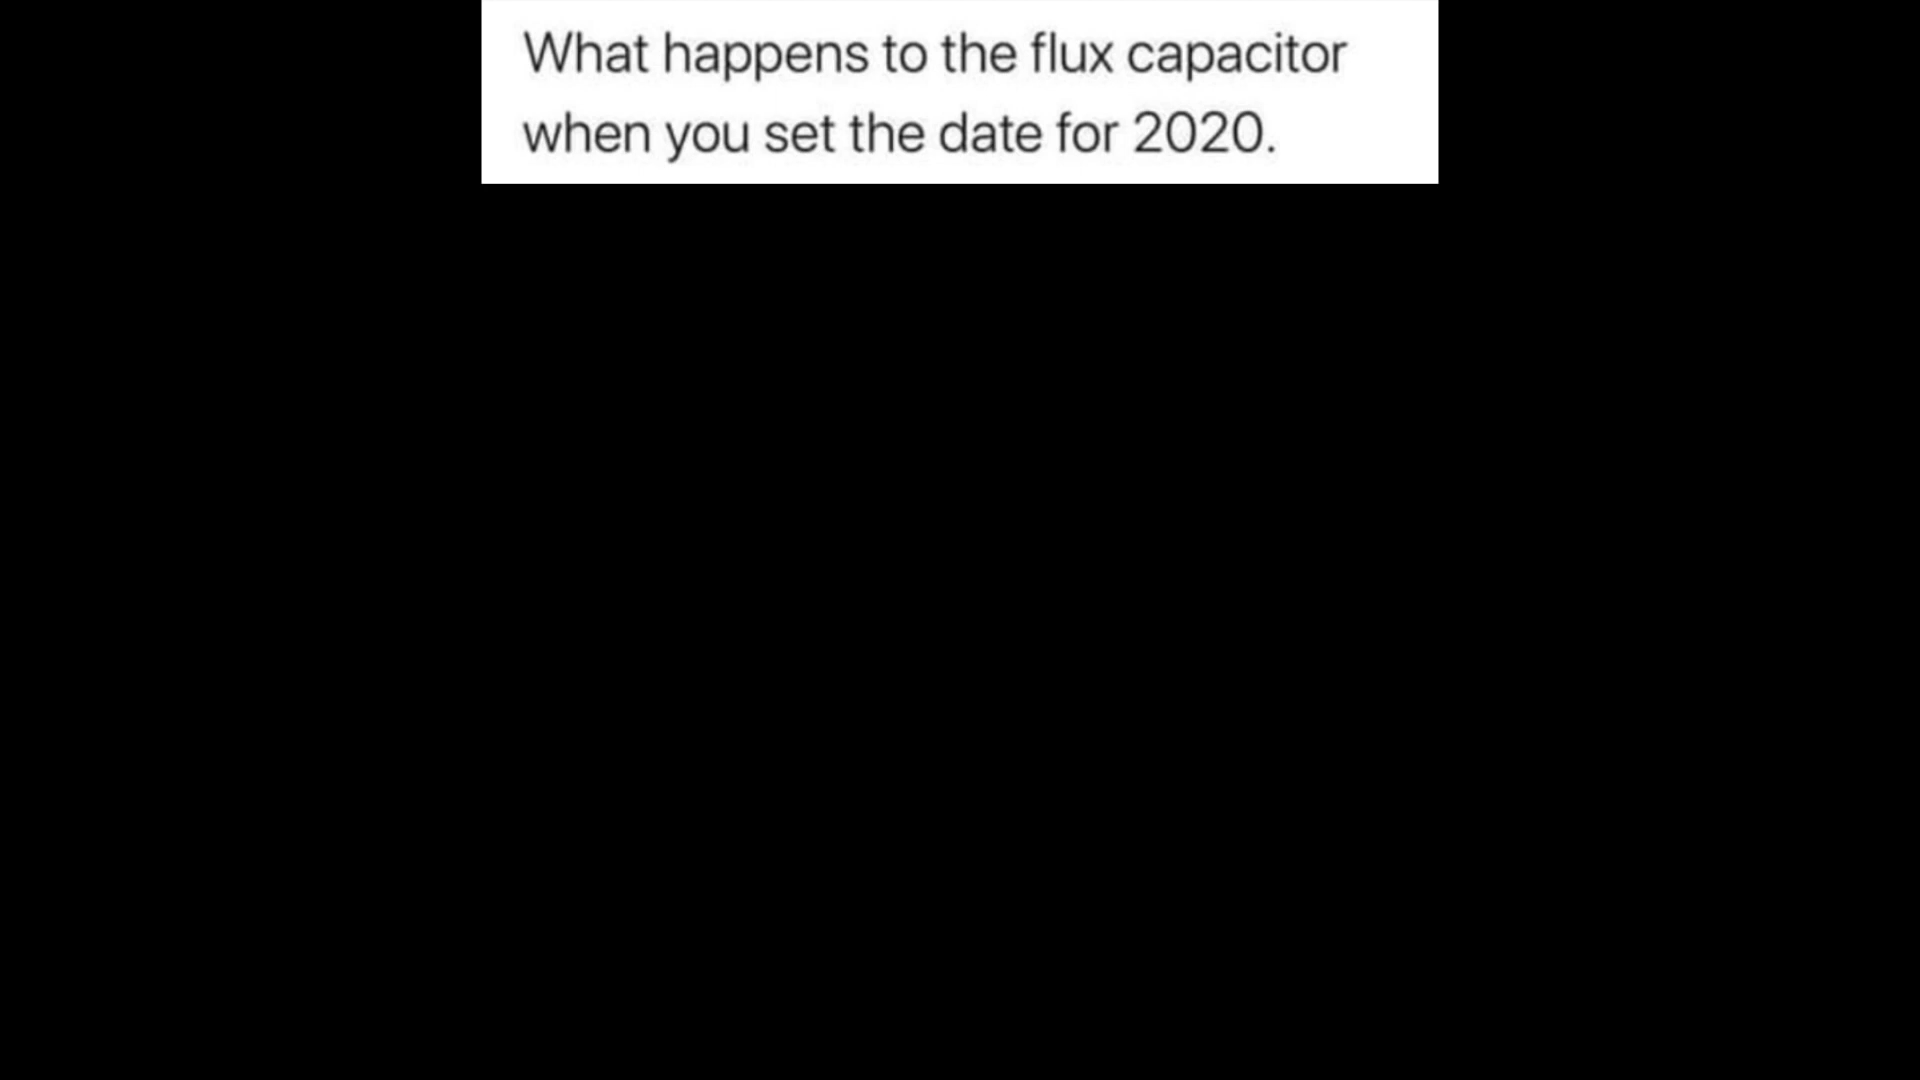 What happens to the flux capacitor
when you set the date for 2020.